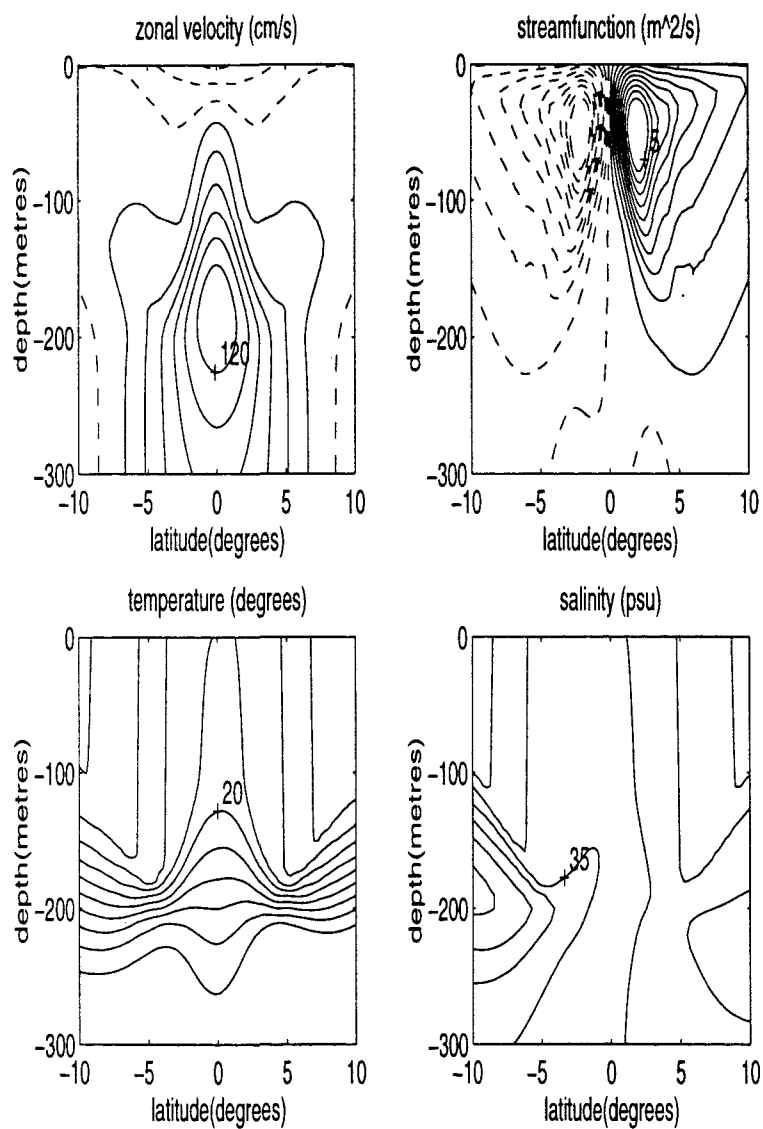 zonal velocity (cm/s)
0
-100
-200
-300
depth(metres)
120
-10 -5 0 5 10
latitude(degrees)
streamfunction (m^2/s)
0
-100
-200
-300
depth(metres)
-10 -5 0 5 10
latitude(degrees)
temperature (degrees)
0
-100
-200
-300
depth(metres)
20
-10 -5 0 5 10
latitude(degrees)
salinity (psu)
0
-100
-200
-300
depth(metres)
35
-10 -5 0 5 10
latitude(degrees)